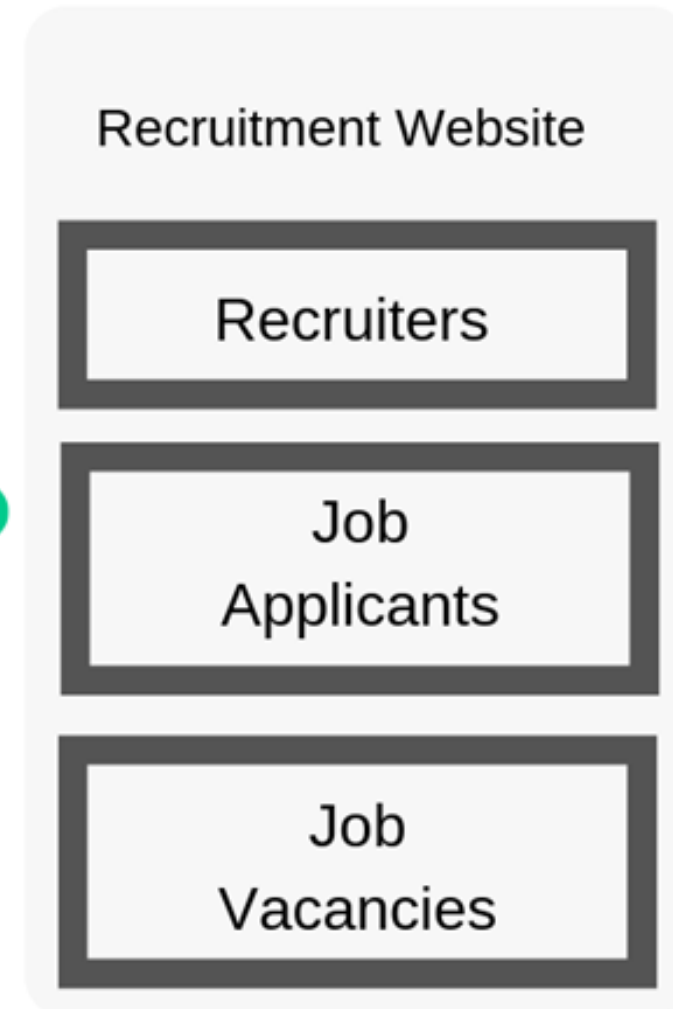 Recruitment Website
Recruiters
Job
Applicants
Job
Vacancies